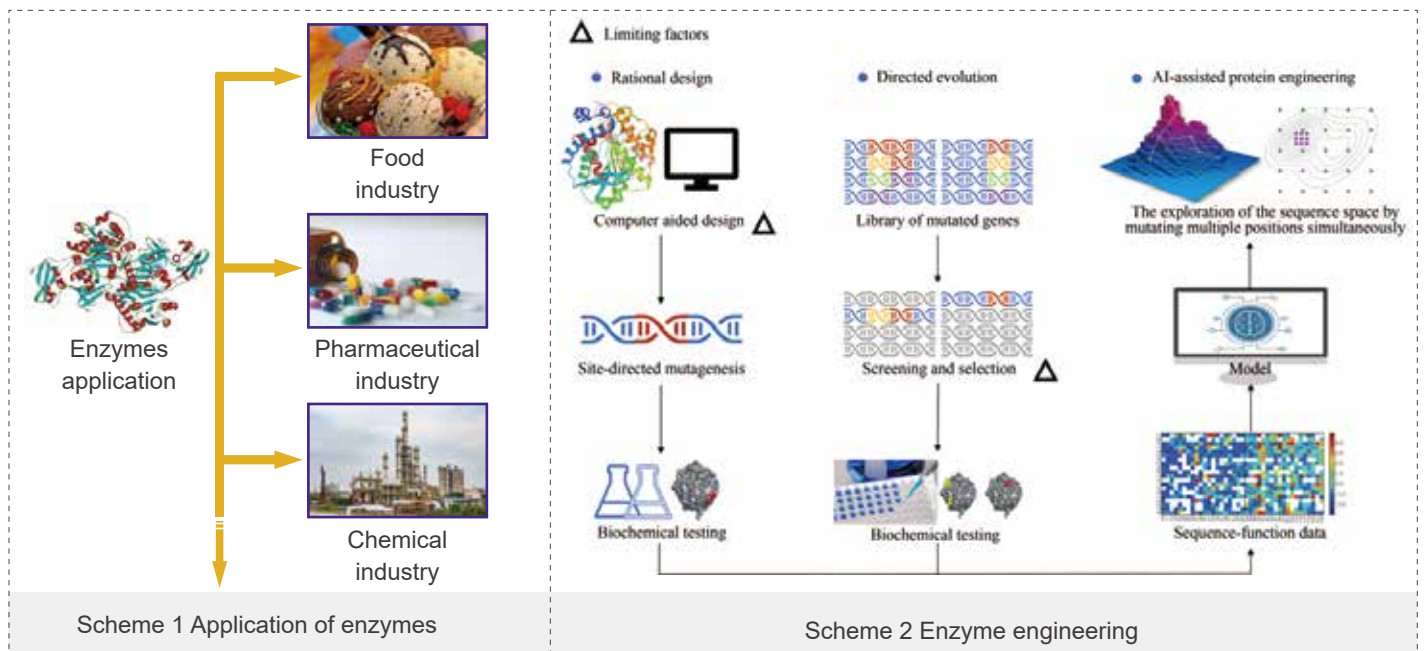 Enzymes
application
Food
industry
Pharmaceutical
industry
Chemical
industry
Scheme 1 Application of enzymes
Limiting factors
Rational design
Computer aided design
Site-directed mutagenesis
Biochemical testing
Directed evolution
Library of mutated genes
Screening and selection
Biochemical testing
AI-assisted protein engineering
The exploration of the sequence space by
mutating multiple positions simultaneously
Model
Sequence-function data
Scheme 2 Enzyme engineering